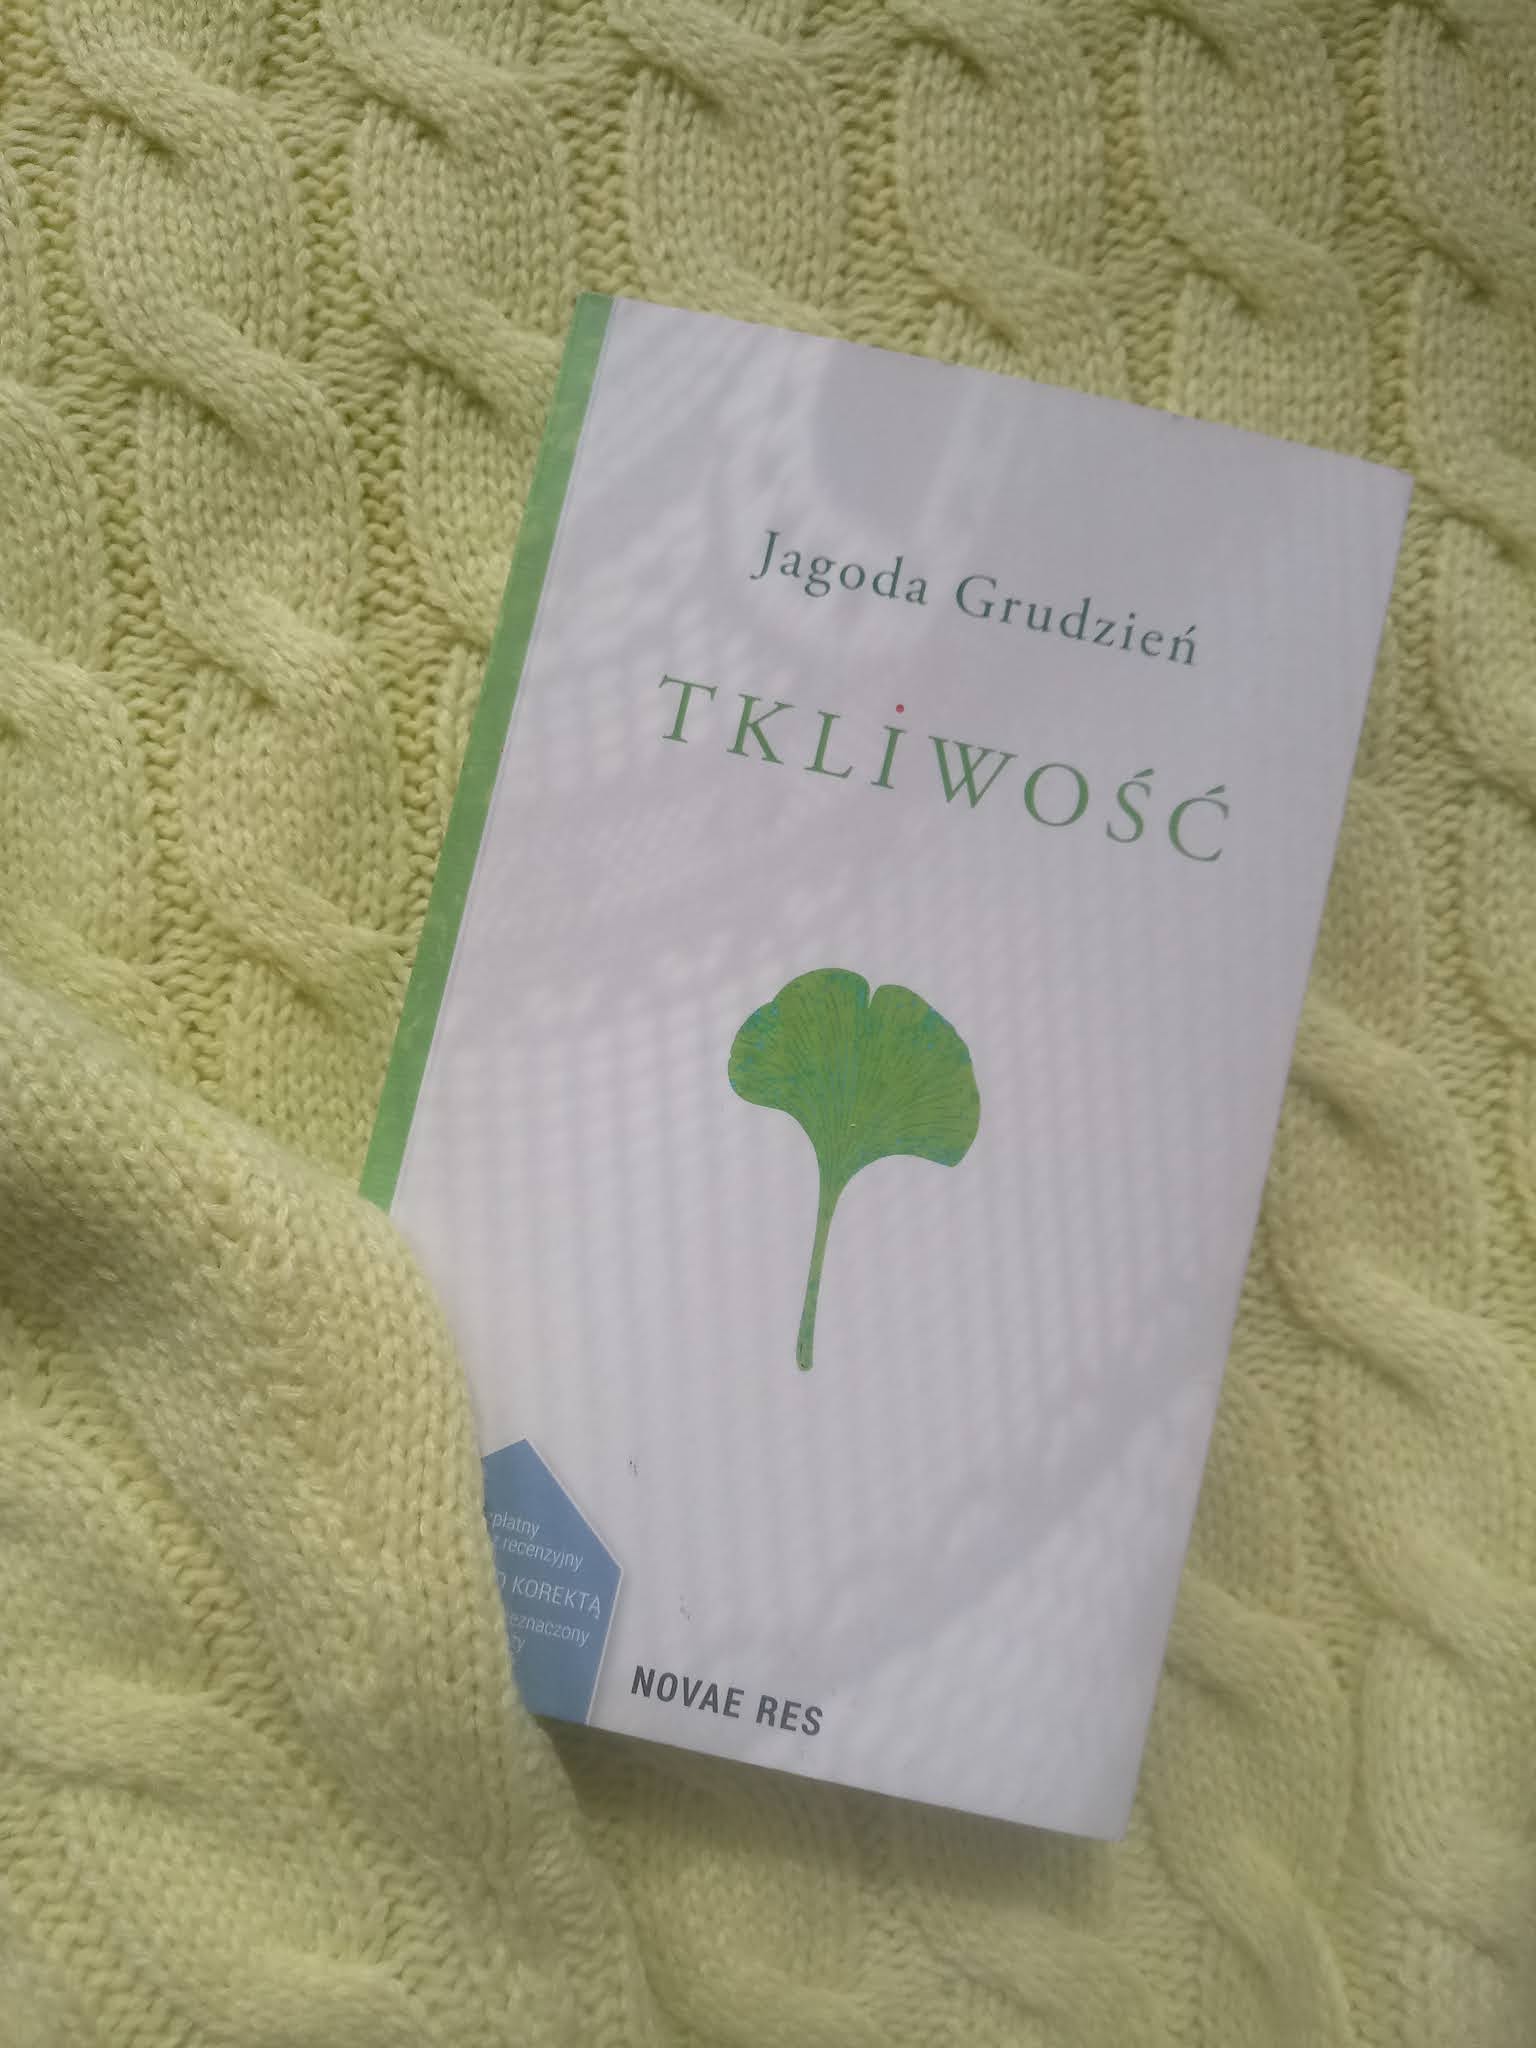 Jagoda Grudzień
TKLiWOŚĆ
recenzyjny
KOREKTĄ
NOVAE RES